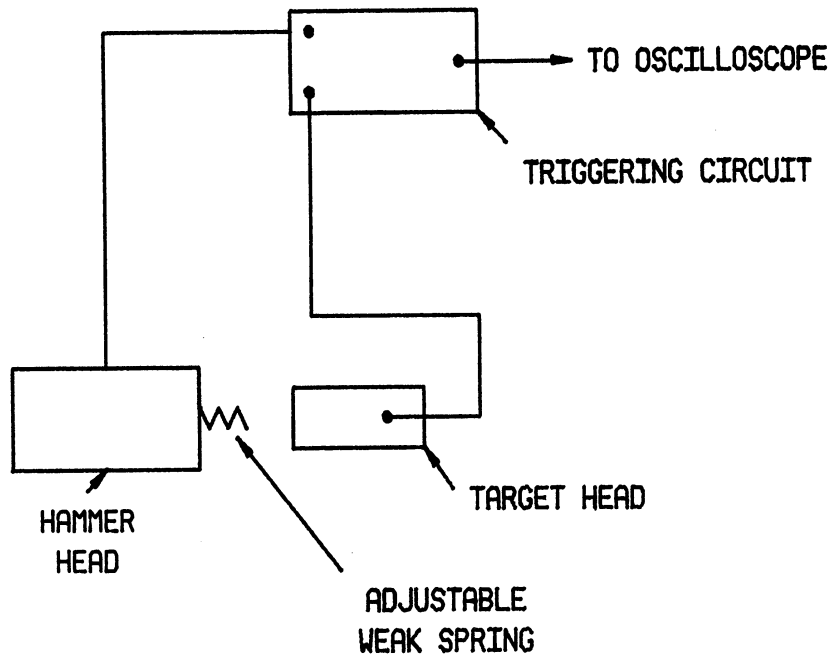 TO OSCILLOSCOPE
TRIGGERING CIRCUIT
TARGET HEAD
HAMMER
HEAD
ADJUSTABLE
WEAK SPRING